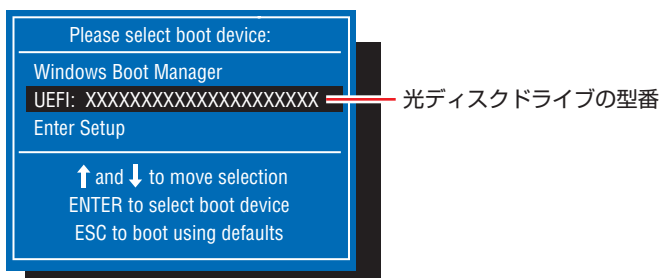 Please select boot device:
Windows Boot Manager
UEFI: XXXXXXXXXXXXXXXXXXXXX
光ディスクドライブの型番
Enter Setup
↑ and ↓ to move selection
ENTER to select boot device
ESC to boot using defaults